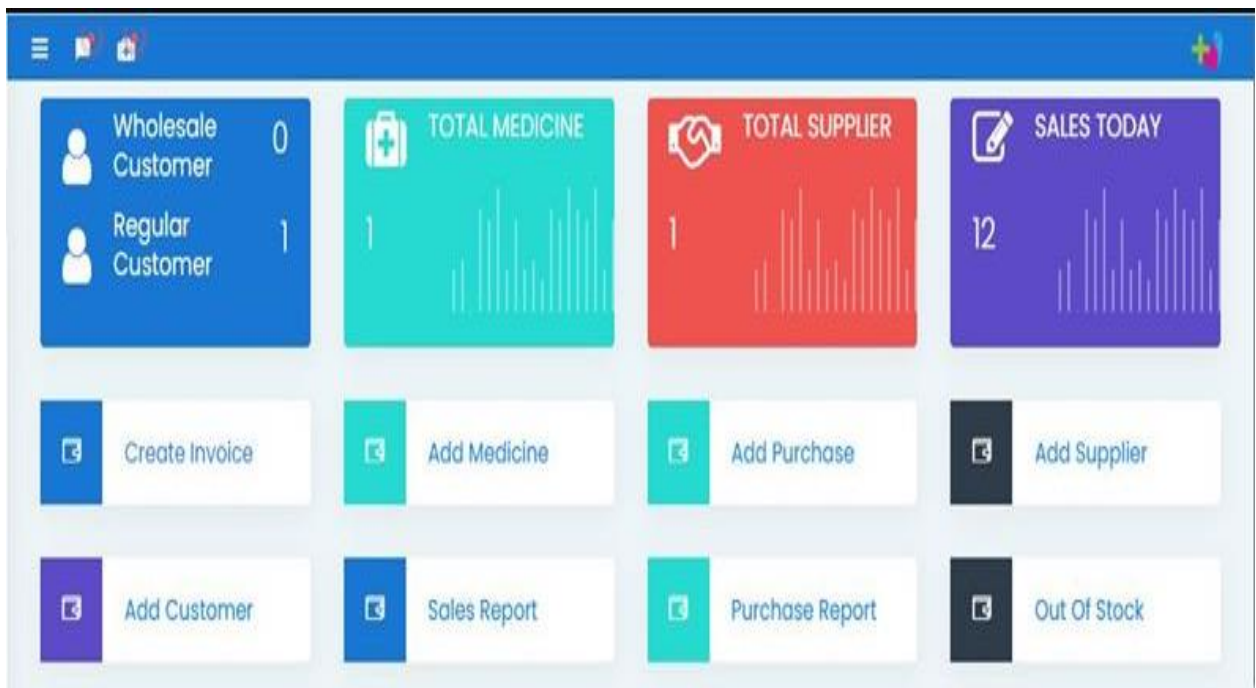 Wholesale 0
Customer
Regular 1
Customer
TOTAL MEDICINE
1
TOTAL SUPPLIER
1
SALES TODAY
12
Create Invoice
Add Medicine
Add Purchase
Add Supplier
Add Customer
Sales Report
Purchase Report
Out Of Stock